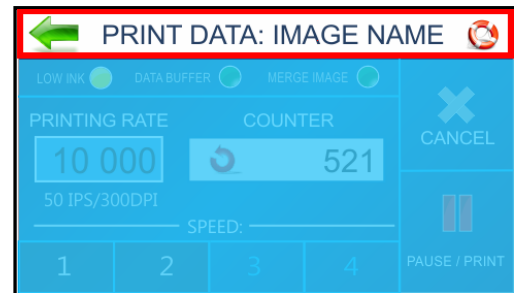 PRINT DATA: IMAGE NAME
LOW INK DATA BUFFER MERGE IMAGE
PRINTING RATE COUNTER
CANCEL
10 000 521
50 IPS/300DPI
SPEED:
1 2 3 4
PAUSE / PRINT